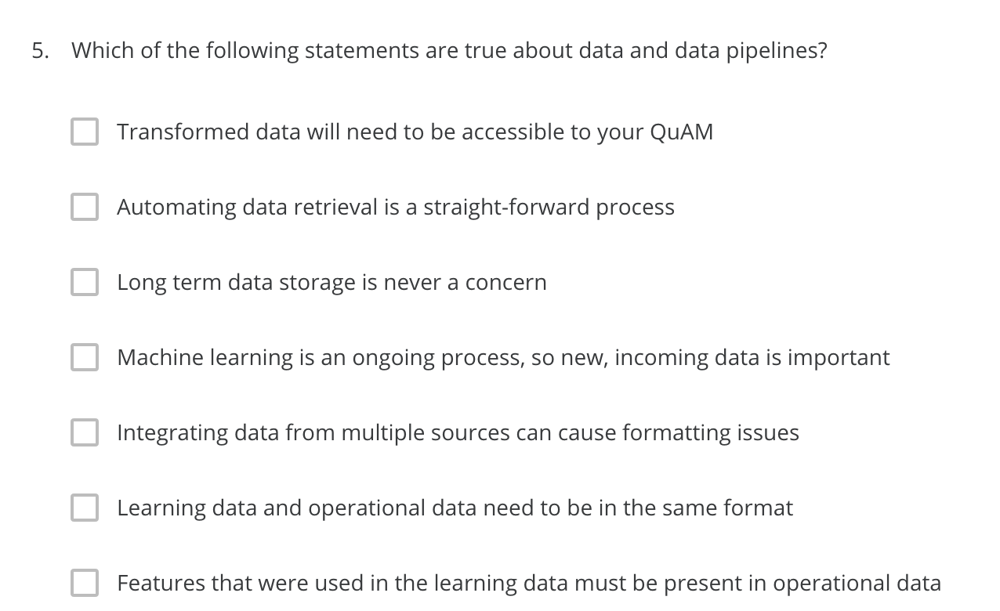 5. Which of the following statements are true about data and data pipelines?
Transformed data will need to be accessible to your QuAM
Automating data retrieval is a straight-forward process
Long term data storage is never a concern
Machine learning is an ongoing process, so new, incoming data is important
Integrating data from multiple sources can cause formatting issues
Learning data and operational data need to be in the same format
Features that were used in the learning data must be present in operational data